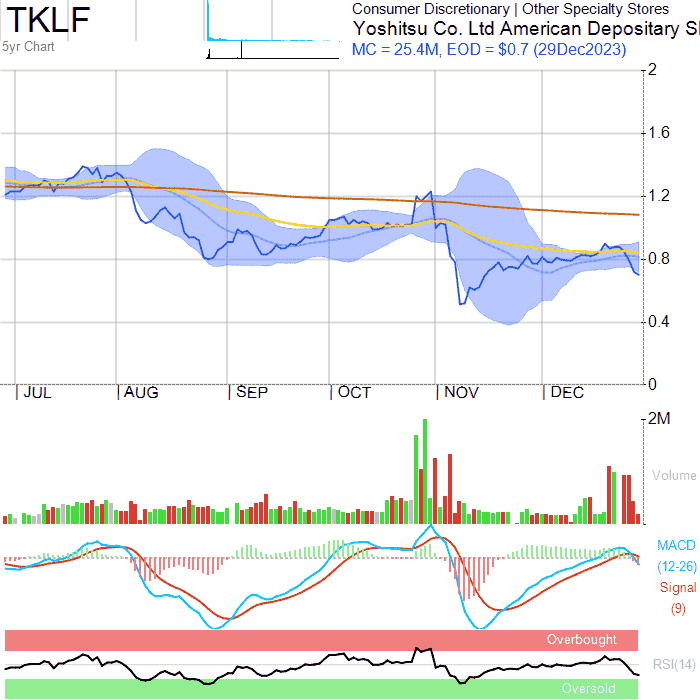 TKLF
5yr Chart
Consumer Discretionary | Other Specialty Stores
Yoshitsu Co. Ltd American Depositary
MC = 25.4M, EOD = $0.7 (29Dec2023)
2
1.6
1.2
0.8
0.4
0
JUL AUG SEP OCT NOV DEC
2M
Volume
MACD
(12-26)
Signal
(9)
Overbought
RSI(14)
Oversold